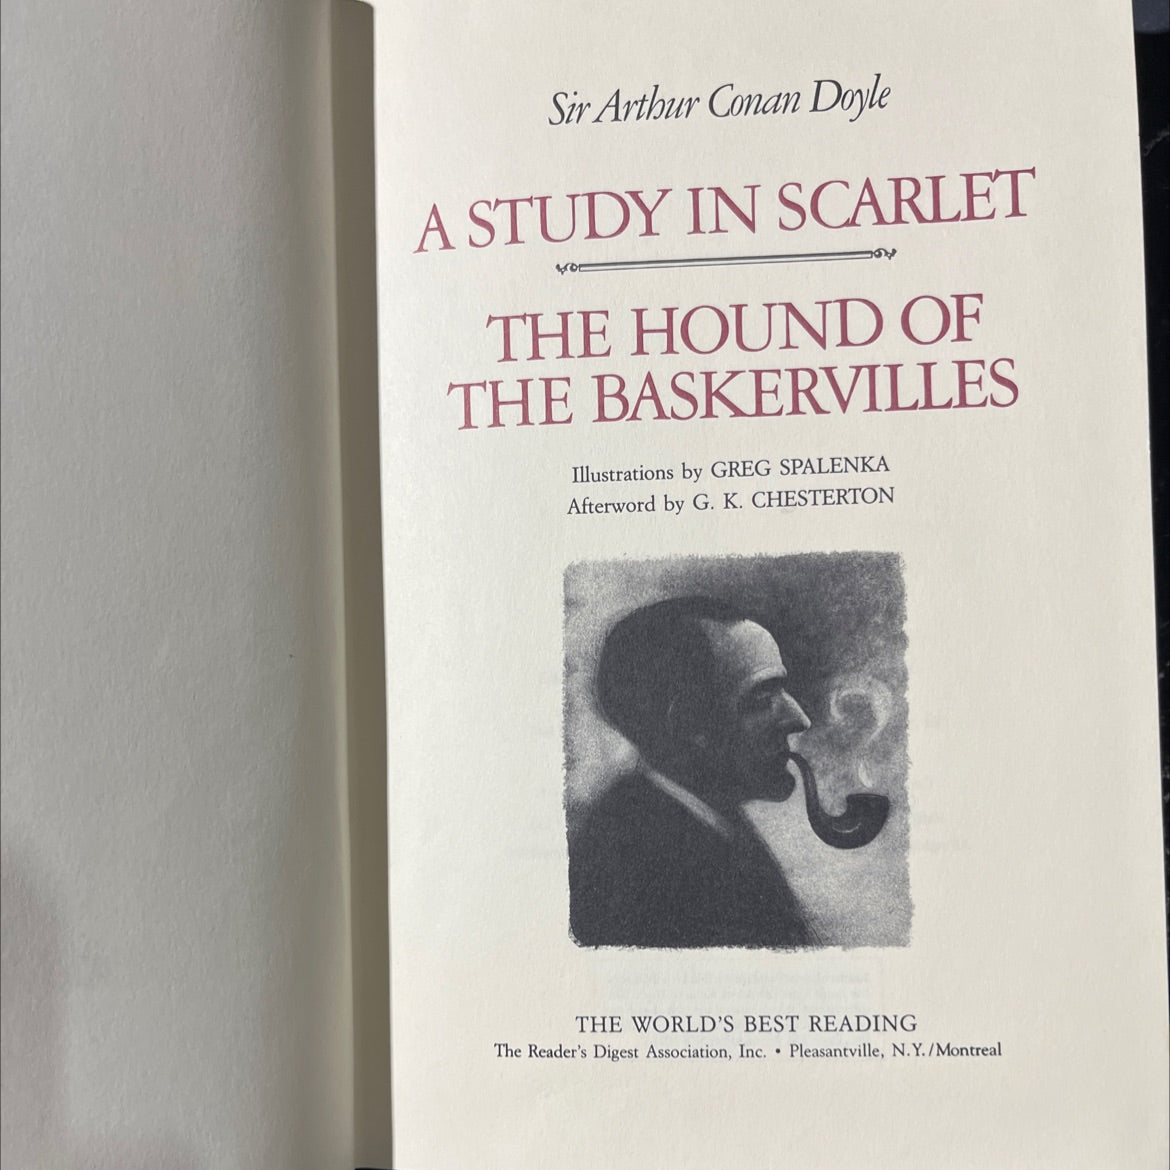 Sir Arthur Conan Doyle
A STUDY IN SCARLET
THE HOUND OF
THE BASKERVILLES
Illustrations by GREG SPALENKA
Afterword by G. K. CHESTERTON
THE WORLD'S BEST READING
The Reader's Digest Association, Inc. • Pleasantville, N.Y./Montreal